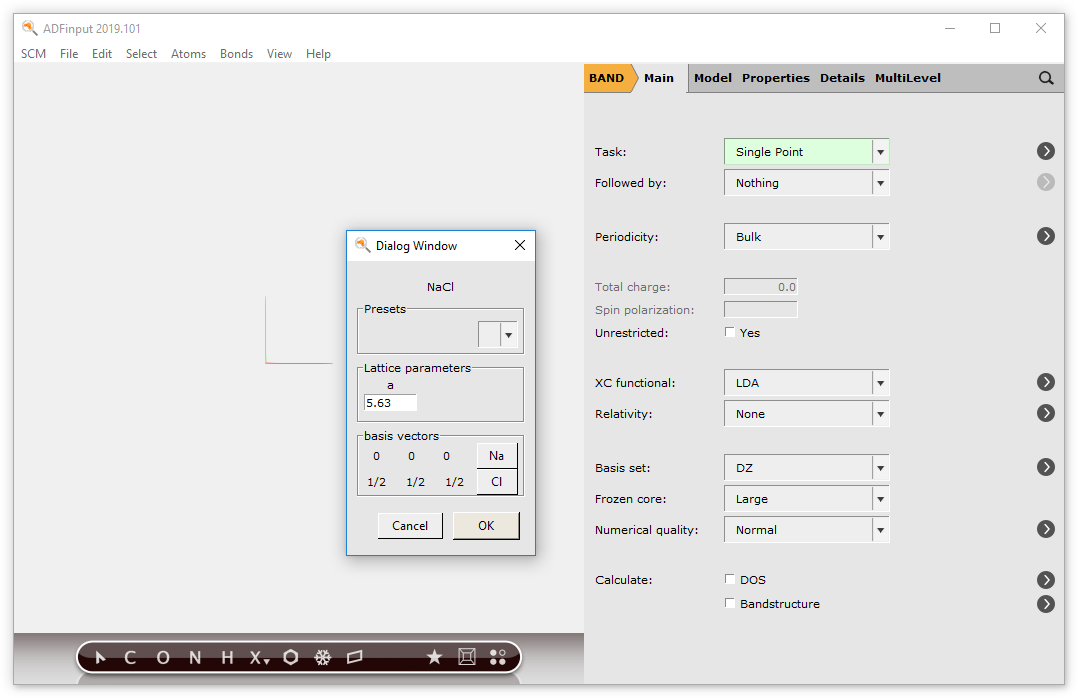 ADFinput 2019.101
SCM File Edit Select Atoms Bonds View Help
BAND Main Model Properties Details MultiLevel
Task: Single Point
Followed by: Nothing
Periodicity: Bulk
Total charge: 0.0
Spin polarization:
Unrestricted: Yes
XC functional: LDA
Relativity: None
Basis set: DZ
Frozen core: Large
Numerical quality: Normal
Calculate: DOS
Bandstructure
Dialog Window
NaCl
Presets
Lattice parameters
a
5.63
basis vectors
0 0 0 Na
1/2 1/2 1/2 Cl
Cancel OK
C O N H X